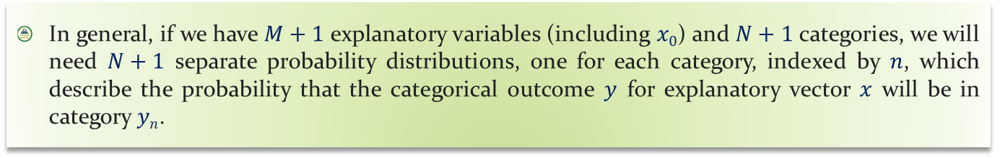 In general, if we have M + 1 explanatory variables (including x₀) and N + 1 categories, we will
need N + 1 separate probability distributions, one for each category, indexed by n, which
describe the probability that the categorical outcome y for explanatory vector x will be in
category yₙ.